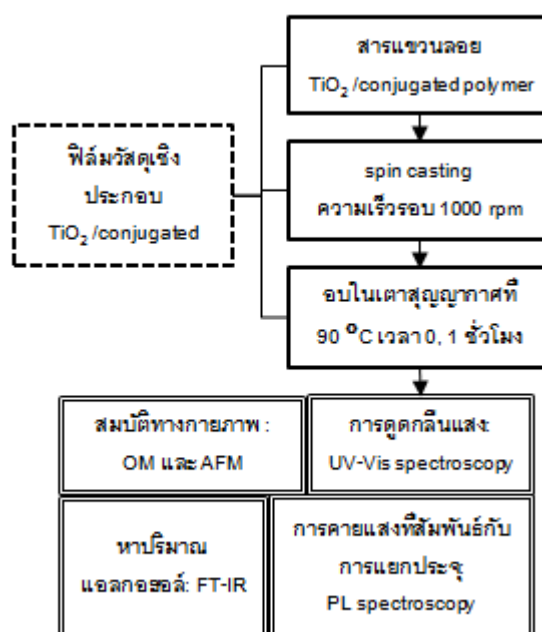 สารแขวนลอย
TiO₂ /conjugated polymer
ฟิล์มวัสดุเชิง
ประกอบ
TiO₂ /conjugated
spin casting
ความเร็วรอบ 1000 rpm
อบในเตาสุญญากาศที่
90 ⁰C เวลา 0, 1 ชั่วโมง
สมบัติทางกายภาพ :
OM และ AFM
การดูดกลืนแสง:
UV-Vis spectroscopy
หาปริมาณ
แอลกอฮอล์: FT-IR
การคายแสงที่สัมพันธ์กับ
การแยกประจุ:
PL spectroscopy